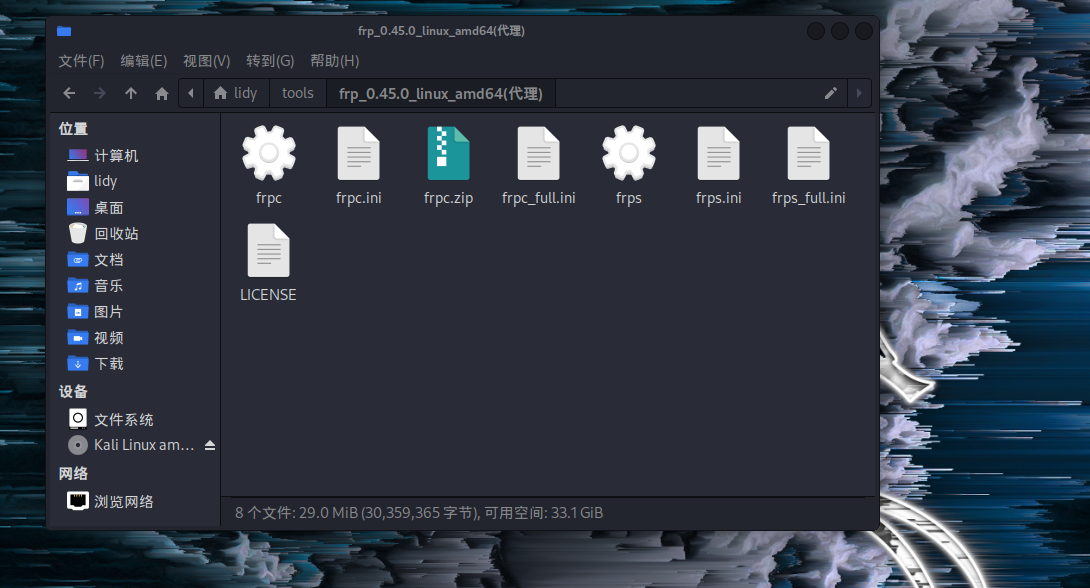 frp_0.45.0_linux_amd64(代理)
文件(F) 编辑(E) 视图(V) 转到(G) 帮助(H)
lidy tools frp_0.45.0_linux_amd64(代理)
位置
计算机
lidy
桌面
回收站
文档
音乐
图片
视频
下载
设备
文件系统
Kali Linux am...
网络
浏览网络
frpc frpc.ini frpc.zip frpc_full.ini frps frps.ini frps_full.ini
LICENSE
8 个文件: 29.0 MiB (30,359,365 字节), 可用空间: 33.1 GiB